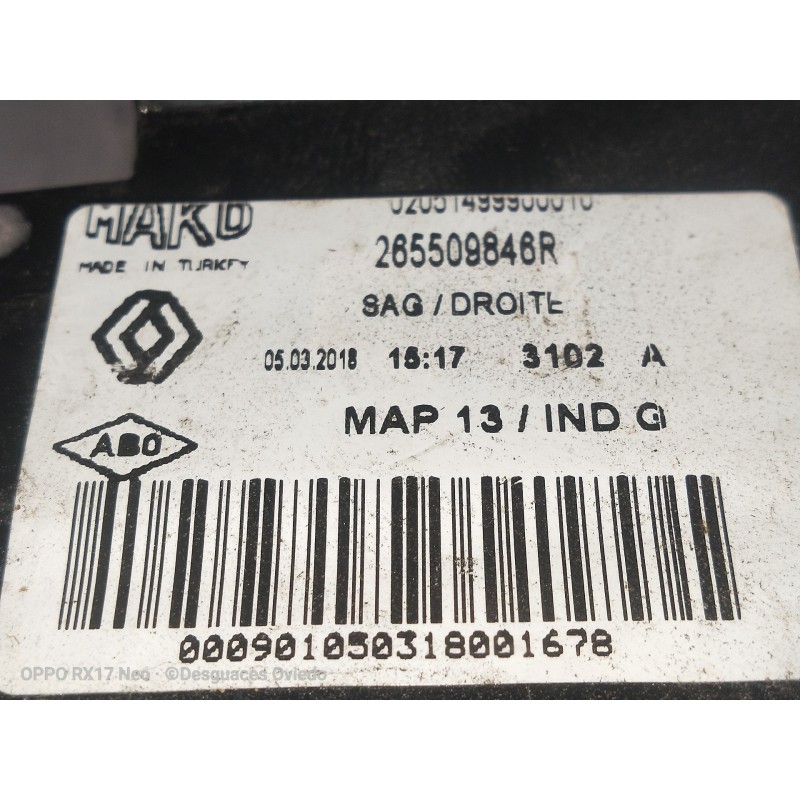 MAKO
02051499900010
MADE IN TURKEY
265509846R
SAG / DROITE
05.03.2018 15:17 3102 A
MAP 13 / IND G
ABO
000901050318001678
OPPO RX17 Neo ©Desguaces Oviedo